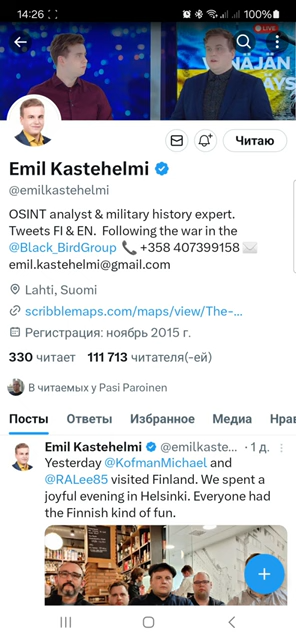 14:26
100%
LIVE
VENÄJÄN
Читаю
Emil Kastehelmi
@emilkastehelmi
OSINT analyst & military history expert.
Tweets FI & EN.  Following the war in the
@Black_BirdGroup 📞 +358 407399158 ✉️
emil.kastehelmi@gmail.com
Lahti, Suomi
scribblemaps.com/maps/view/The-...
Регистрация: ноябрь 2015 г.
330 читает 111 713 читателя(-ей)
В читаемых у Pasi Paroinen
Посты Ответы Избранное Медиа Нрав
Emil Kastehelmi @emilkaste... · 1 д.
Yesterday @KofmanMichael and
@RALee85 visited Finland. We spent a
joyful evening in Helsinki. Everyone had
the Finnish kind of fun.